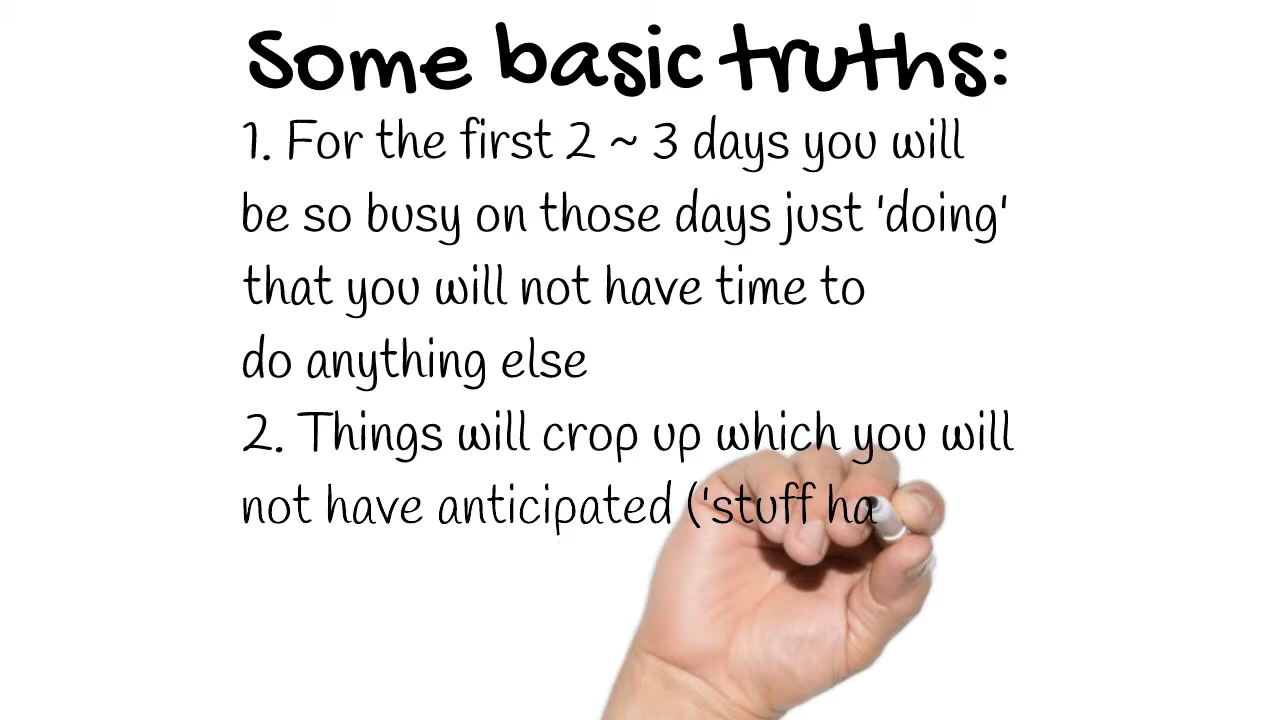 Some basic truths:
1. For the first 2 ~ 3 days you will
be so busy on those days just 'doing'
that you will not have time to
do anything else
2. Things will crop up which you will
not have anticipated ('stuff ha